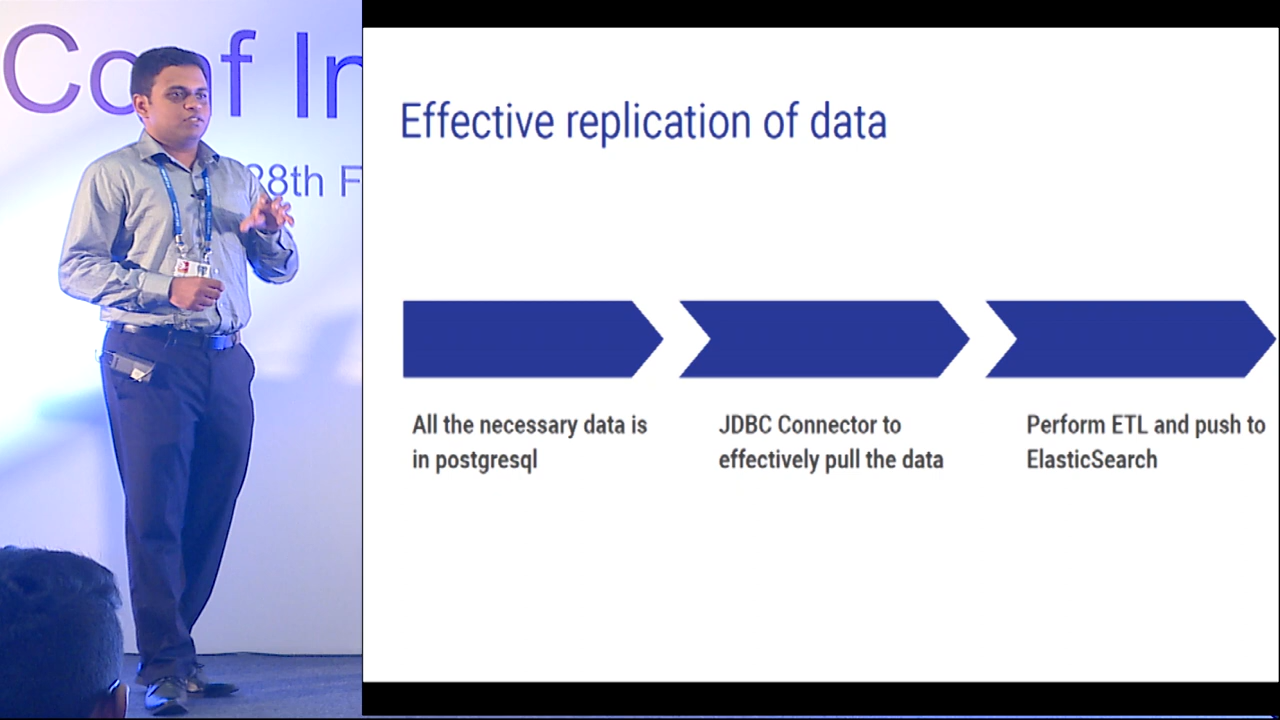 Conf In
28th F
Effective replication of data
All the necessary data is
in postgresql
JDBC Connector to
effectively pull the data
Perform ETL and push to
ElasticSearch